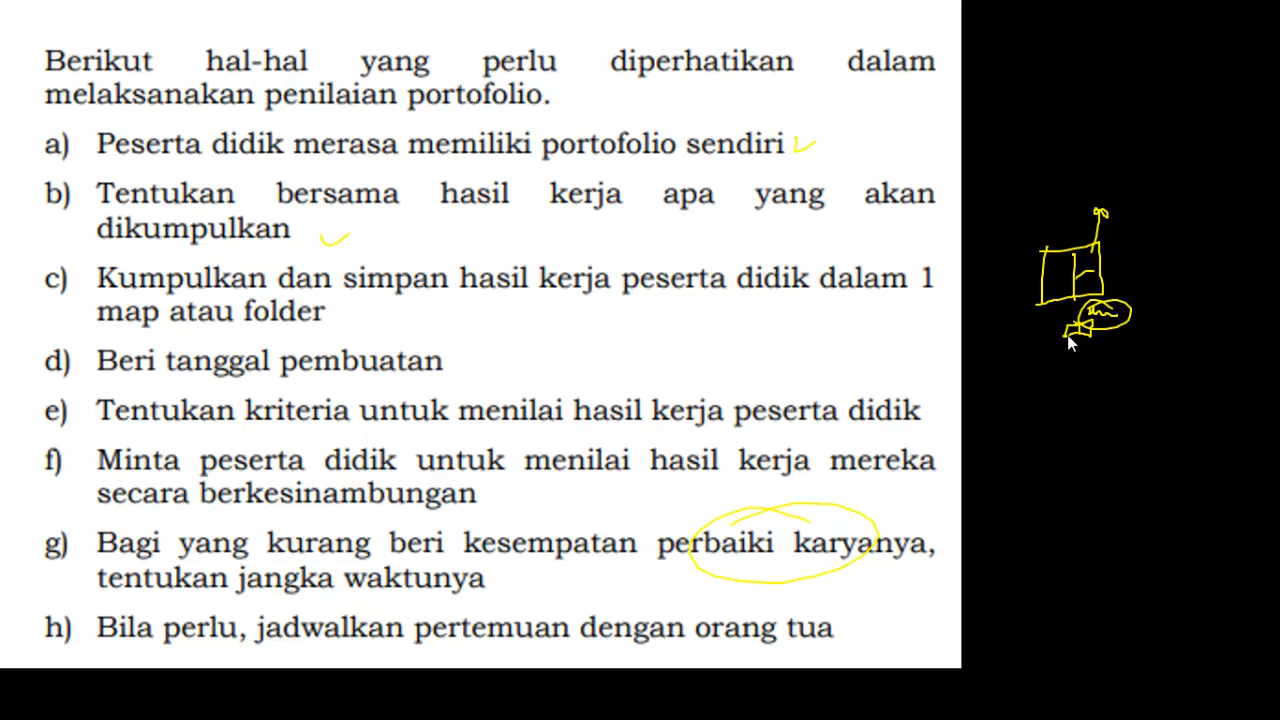 Berikut hal-hal yang perlu diperhatikan dalam
melaksanakan penilaian portofolio.
a) Peserta didik merasa memiliki portofolio sendiri
b) Tentukan bersama hasil kerja apa yang akan
dikumpulkan
c) Kumpulkan dan simpan hasil kerja peserta didik dalam 1
map atau folder
d) Beri tanggal pembuatan
e) Tentukan kriteria untuk menilai hasil kerja peserta didik
f) Minta peserta didik untuk menilai hasil kerja mereka
secara berkesinambungan
g) Bagi yang kurang beri kesempatan perbaiki karyanya,
tentukan jangka waktunya
h) Bila perlu, jadwalkan pertemuan dengan orang tua